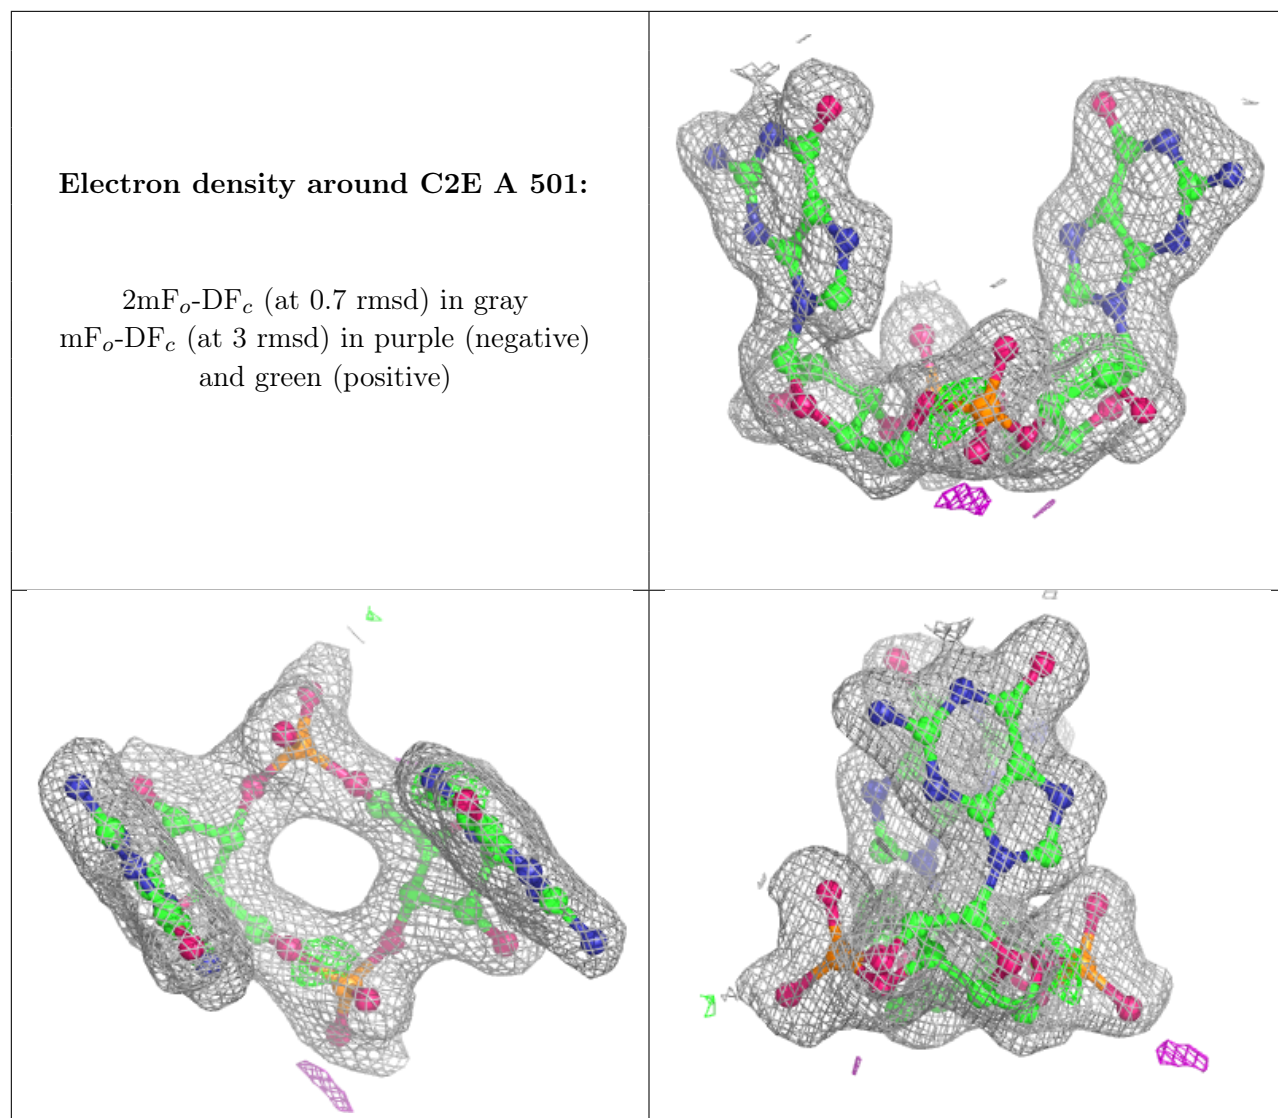 Electron density around C2E A 501:
2mFo-DFc (at 0.7 rmsd) in gray
mFo-DFc (at 3 rmsd) in purple (negative)
and green (positive)